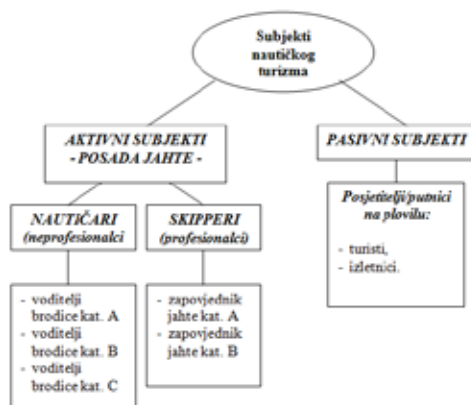 Subjekti
nautičkog
turizma
AKTIVNI SUBJEKTI
- POSADA JAHTE -
PASIVNI SUBJEKTI
NAUTIČARI
(neprofesionalci
SKIPPERI
(profesionalci)
Posjetitelji/putnici
na plovilu:
- turisti,
- izletnici.
- voditelji
brodice kat. A
- voditelji
brodice kat. B
- voditelji
brodice kat. C
- zapovjednik
jahte kat. A
- zapovjednik
jahte kat. B